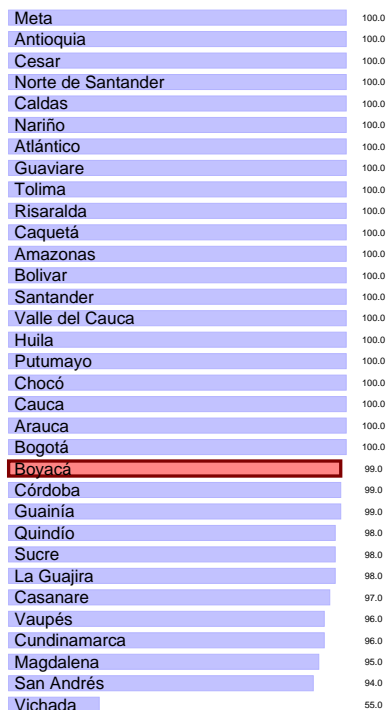 Meta 100.0
Antioquia 100.0
Cesar 100.0
Norte de Santander 100.0
Caldas 100.0
Nariño 100.0
Atlántico 100.0
Guaviare 100.0
Tolima 100.0
Risaralda 100.0
Caquetá 100.0
Amazonas 100.0
Bolivar 100.0
Santander 100.0
Valle del Cauca 100.0
Huila 100.0
Putumayo 100.0
Chocó 100.0
Cauca 100.0
Arauca 100.0
Bogotá 100.0
Boyacá 99.0
Córdoba 99.0
Guainía 99.0
Quindío 98.0
Sucre 98.0
La Guajira 98.0
Casanare 97.0
Vaupés 96.0
Cundinamarca 96.0
Magdalena 95.0
San Andrés 94.0
Vichada 55.0